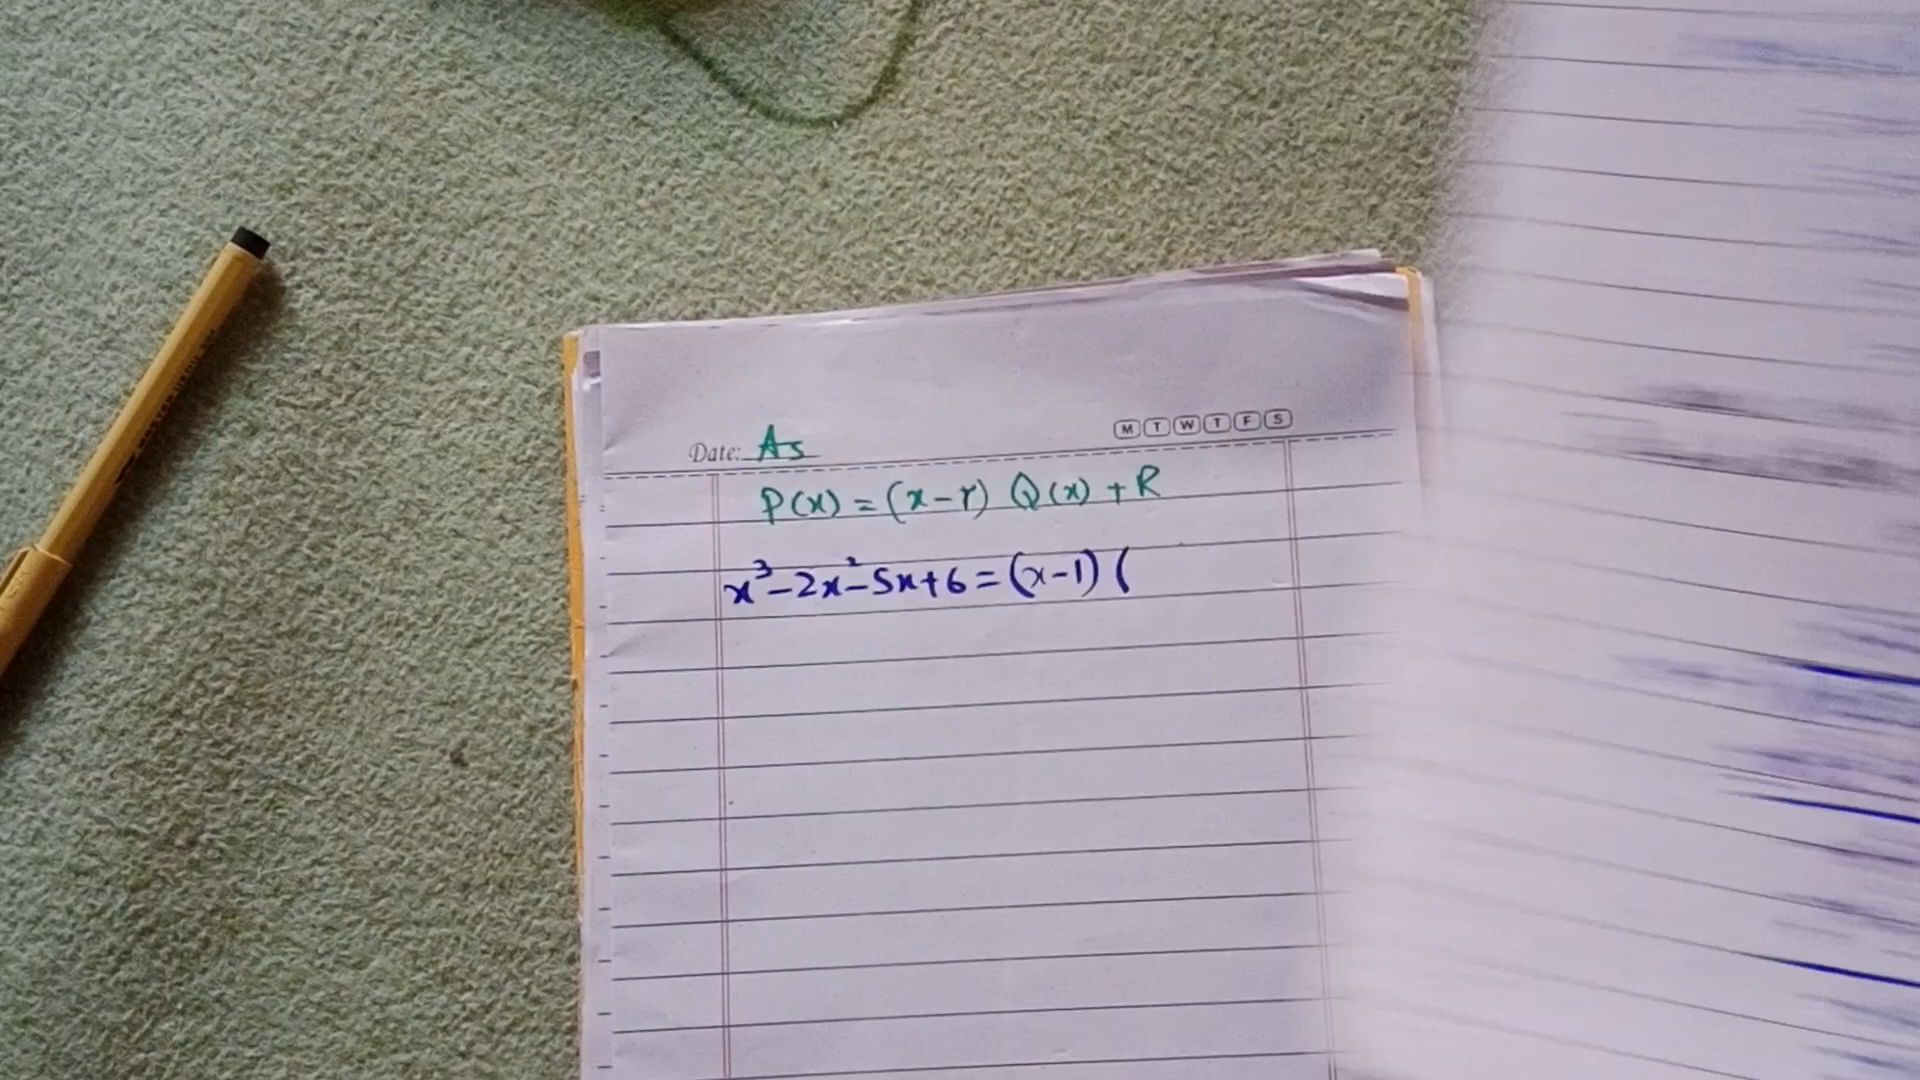 M T W T F S
Date: As
P(x) = (x-r) Q(x) + R
x³-2x²-5x+6 = (x-1) (